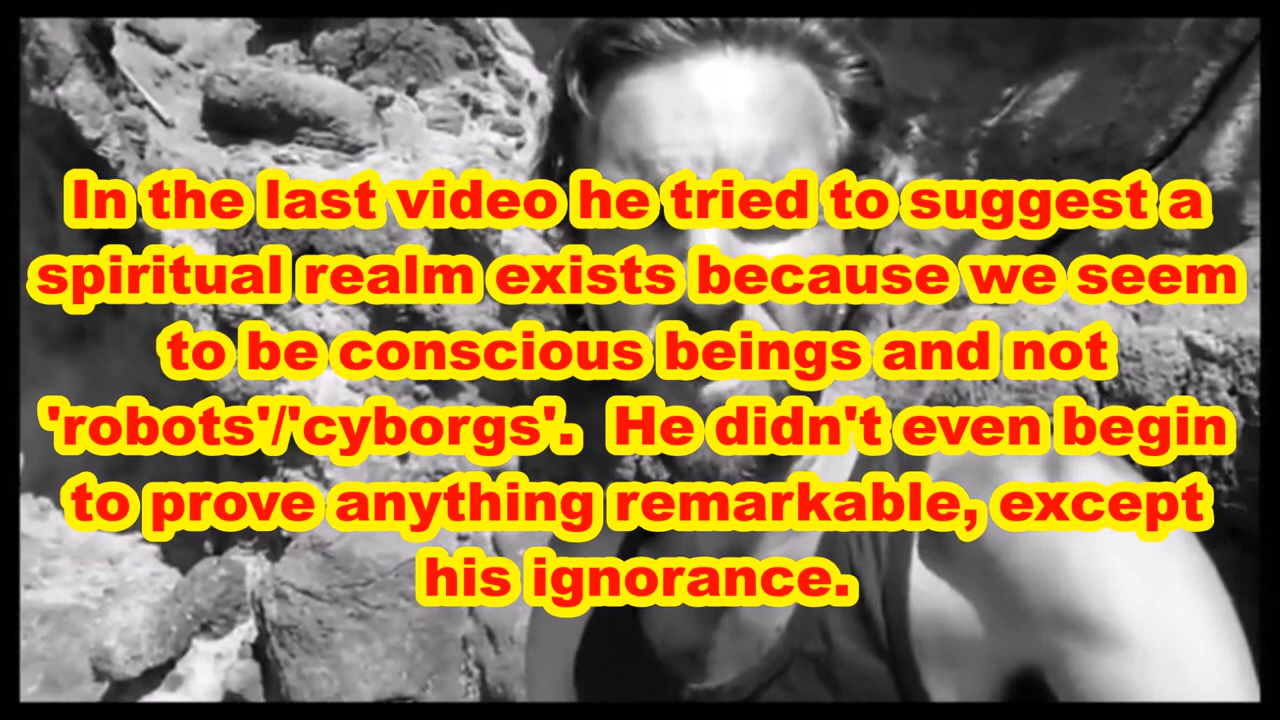 In the last video he tried to suggest a
spiritual realm exists because we seem
to be conscious beings and not
'robots'/'cyborgs'.  He didn't even begin
to prove anything remarkable, except
his ignorance.